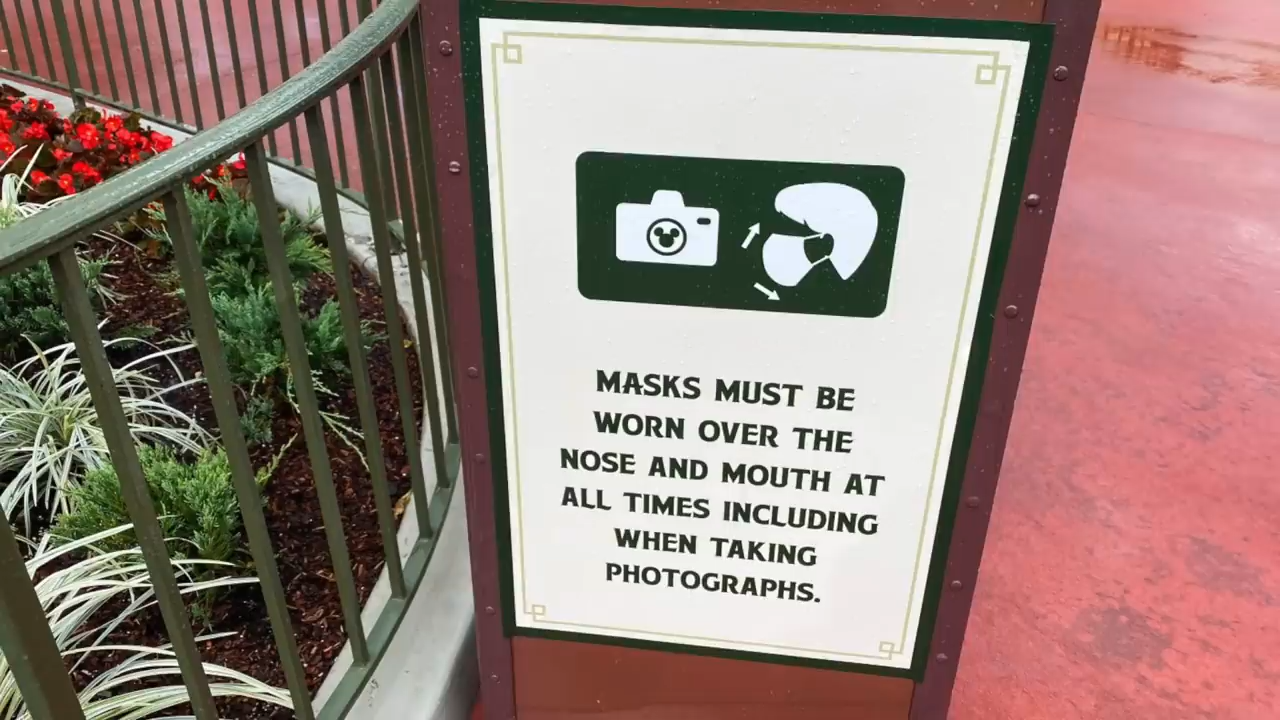 MASKS MUST BE
WORN OVER THE
NOSE AND MOUTH AT
ALL TIMES INCLUDING
WHEN TAKING
PHOTOGRAPHS.